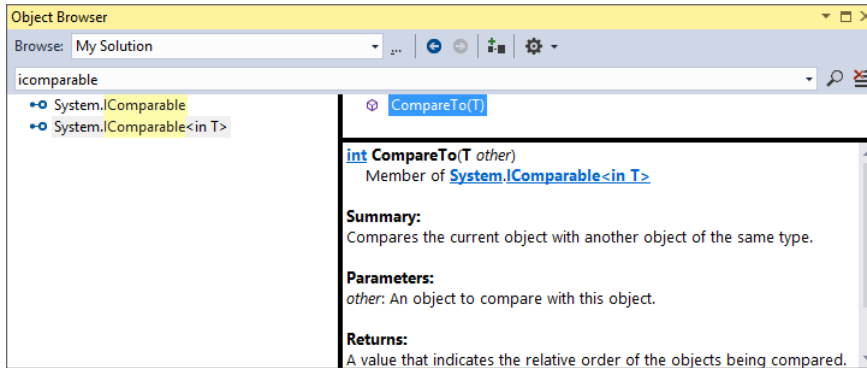 Object Browser
Browse: My Solution ...
icomparable
System.IComparable
System.IComparable<in T>
CompareTo(T)
int CompareTo(T other)
Member of System.IComparable<in T>
Summary:
Compares the current object with another object of the same type.
Parameters:
other: An object to compare with this object.
Returns:
A value that indicates the relative order of the objects being compared.